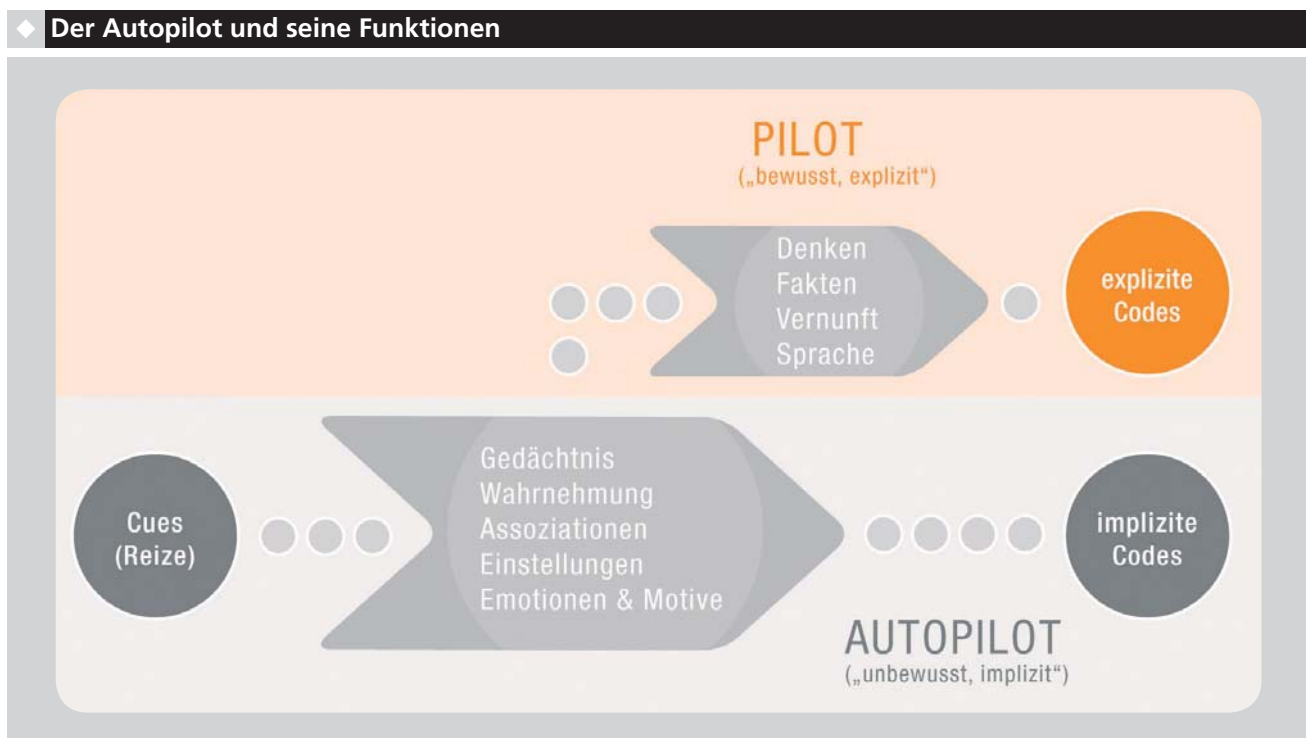 Der Autopilot und seine Funktionen
PILOT
(„bewusst, explizit“)
Denken
Fakten
Vernunft
Sprache
explizite
Codes
Cues
(Reize)
Gedächtnis
Wahrnehmung
Assoziationen
Einstellungen
Emotionen & Motive
implizite
Codes
AUTOPILOT
(„unbewusst, implizit“)